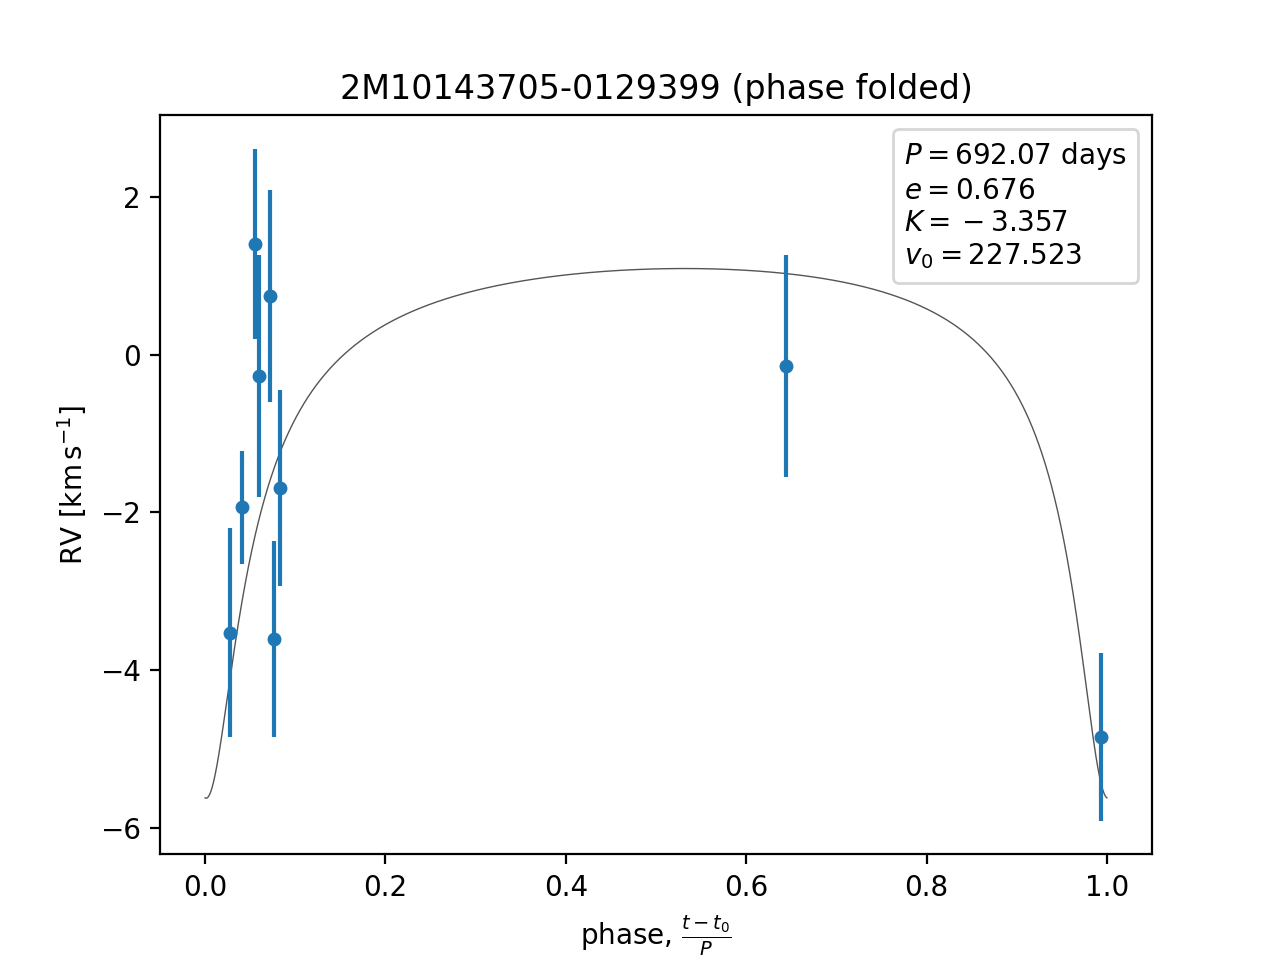 2M10143705-0129399 (phase folded)
P = 692.07 days
e = 0.676
K = −3.357
v₀ = 227.523
2
0
−2
−4
−6
RV [km s⁻¹]
0.0 0.2 0.4 0.6 0.8 1.0
phase, (t − t₀)/P